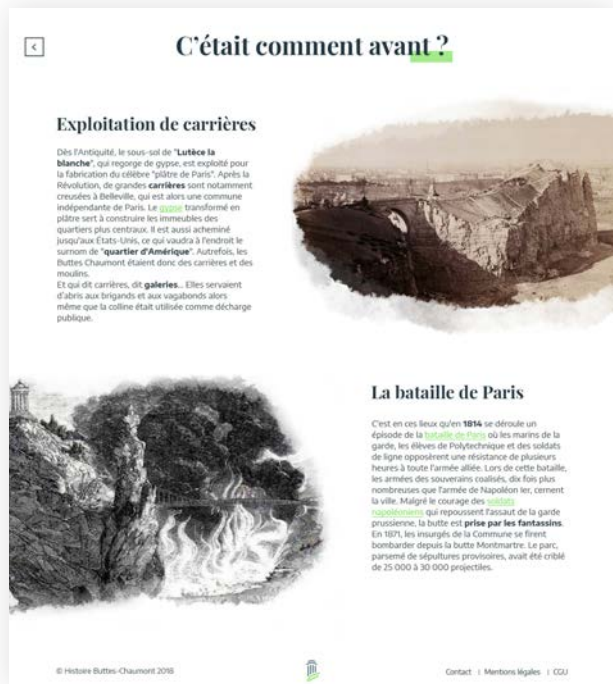 C'était comment avant ?
Exploitation de carrières
Dès l'Antiquité, le sous-sol de "Lutèce la
blanche", qui regorge de gypse, est exploité pour
la fabrication du célèbre "plâtre de Paris". Après la
Révolution, de grandes carrières sont notamment
creusées à Belleville, qui est alors une commune
indépendante de Paris. Le gypse transformé en
plâtre sert à construire les immeubles des
quartiers plus centraux. Il est aussi acheminé
jusqu'aux États-Unis, ce qui vaudra à l'endroit le
surnom de "quartier d'Amérique". Autrefois, les
Buttes Chaumont étaient donc des carrières et des
moulins.
Et qui dit carrières, dit galeries... Elles servaient
d'abris aux brigands et aux vagabonds alors
même que la colline était utilisée comme décharge
publique.
La bataille de Paris
C'est en ces lieux qu'en 1814 se déroule un
épisode de la bataille de Paris où les marins de la
garde, les élèves de Polytechnique et des soldats
de ligne opposèrent une résistance de plusieurs
heures à toute l'armée alliée. Lors de cette bataille,
les armées des souverains coalisés, dix fois plus
nombreuses que l'armée de Napoléon Ier, cernent
la ville. Malgré le courage des soldats
napoléoniens qui repoussent l'assaut de la garde
prussienne, la butte est prise par les fantassins.
En 1871, les insurgés de la Commune se firent
bombarder depuis la butte Montmartre. Le parc,
parsemé de sépultures provisoires, avait été criblé
de 25 000 à 30 000 projectiles.
© Histoire Buttes-Chaumont 2018
Contact | Mentions légales | CGU